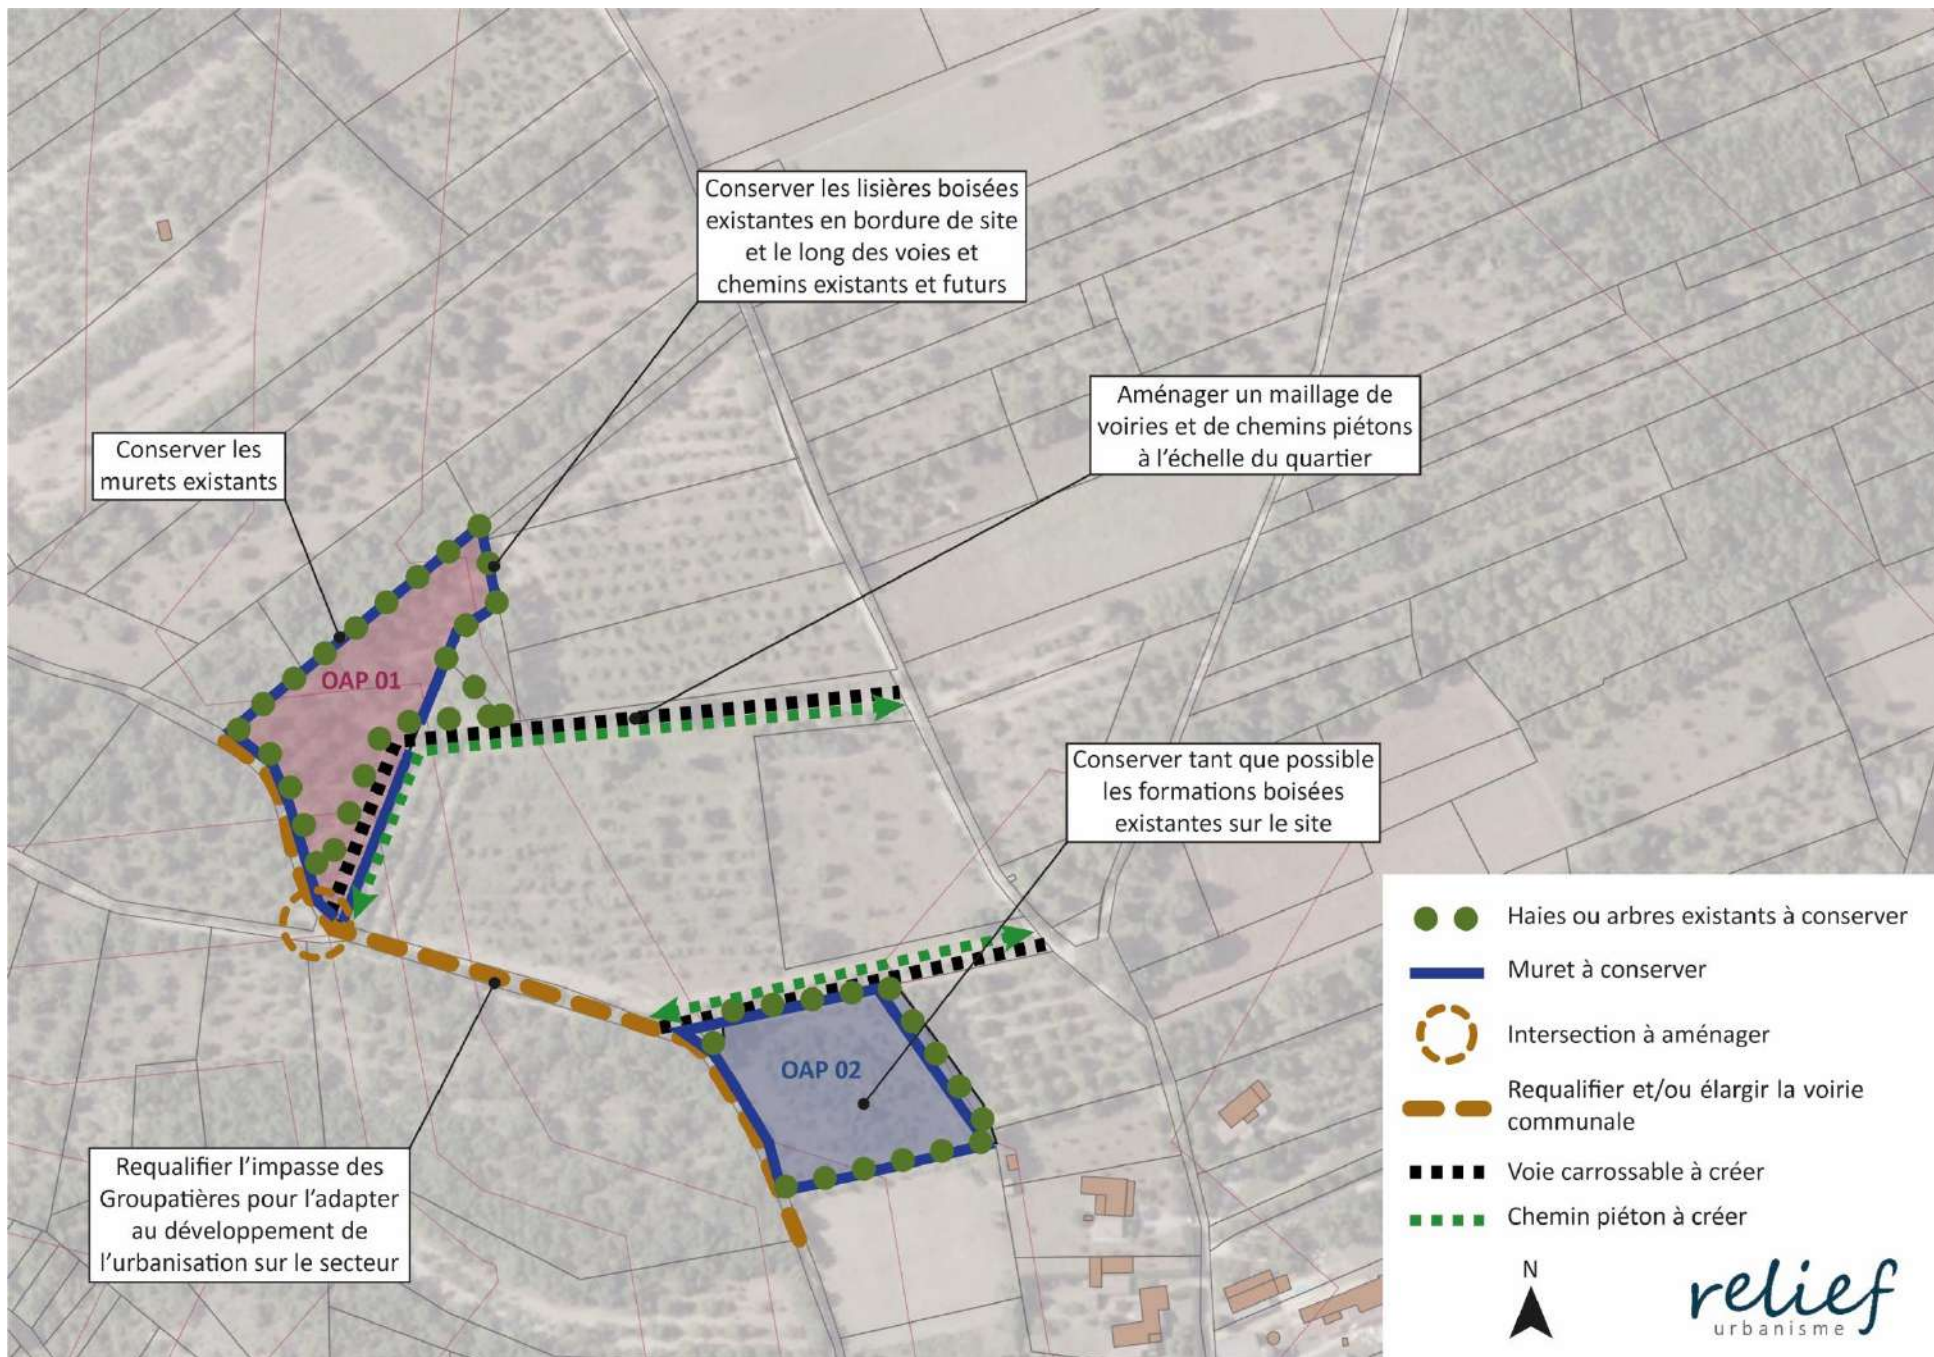 Conserver les lisières boisées
existantes en bordure de site
et le long des voies et
chemins existants et futurs
Aménager un maillage de
voiries et de chemins piétons
à l'échelle du quartier
Conserver les
murets existants
OAP 01
Conserver tant que possible
les formations boisées
existantes sur le site
OAP 02
Requalifier l'impasse des
Groupatières pour l'adapter
au développement de
l'urbanisation sur le secteur
Haies ou arbres existants à conserver
Muret à conserver
Intersection à aménager
Requalifier et/ou élargir la voirie
communale
Voie carrossable à créer
Chemin piéton à créer
N
relief
urbanisme